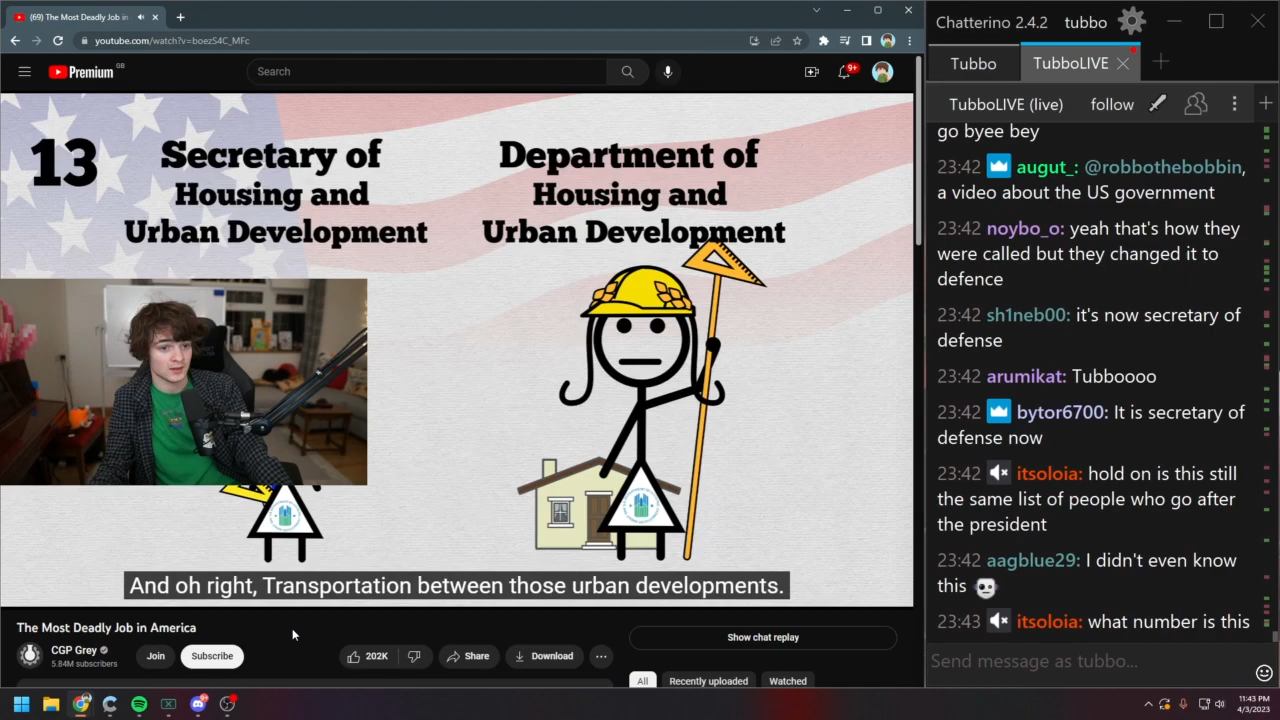 (69) The Most Deadly Job in
youtube.com/watch?v=boezS4C_MFc
Premium GB
Search
9+
13
Secretary of
Housing and
Urban Development
Department of
Housing and
Urban Development
And oh right, Transportation between those urban developments.
The Most Deadly Job in America
CGP Grey
5.84M subscribers
Join
Subscribe
202K
Share
Download
Show chat replay
All
Recently uploaded
Watched
Chatterino 2.4.2
tubbo
Tubbo
TubboLIVE
TubboLIVE (live)
follow
go byee bey
23:42 augut_: @robbothebobbin,
a video about the US government
23:42 noybo_o: yeah that's how they
were called but they changed it to
defence
23:42 sh1neb00: it's now secretary of
defense
23:42 arumikat: Tubboooo
23:42 bytor6700: It is secretary of
defense now
23:42 itsoloia: hold on is this still
the same list of people who go after
the president
23:42 aagblue29: I didn't even know
this
23:43 itsoloia: what number is this
Send message as tubbo...
11:43 PM
4/3/2023